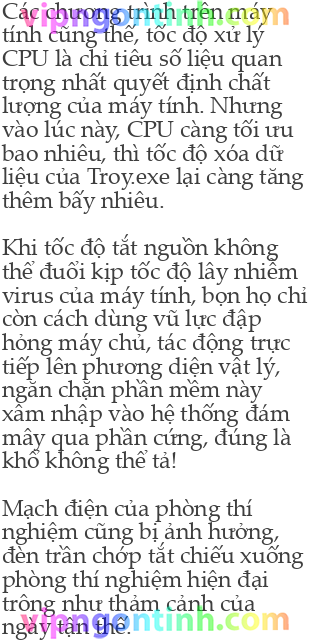 vipngontinh.com
Các chương trình trên máy
tính cũng thế, tốc độ xử lý
CPU là chỉ tiêu số liệu quan
trọng nhất quyết định chất
lượng của máy tính. Nhưng
vào lúc này, CPU càng tối ưu
bao nhiêu, thì tốc độ xóa dữ
liệu của Troy.exe lại càng tăng
thêm bấy nhiêu.
Khi tốc độ tắt nguồn không
thể đuổi kịp tốc độ lây nhiễm
virus của máy tính, bọn họ chỉ
còn cách dùng vũ lực đập
hỏng máy chủ, tác động trực
tiếp lên phương diện vật lý,
ngăn chặn phần mềm này
xâm nhập vào hệ thống đám
mây qua phần cứng, đúng là
khổ không thể tả!
Mạch điện của phòng thí
nghiệm cũng bị ảnh hưởng,
đèn trần chớp tắt chiếu xuống
phòng thí nghiệm hiện đại
trông như thảm cảnh của
ngày tận thế.
vipngontinh.com